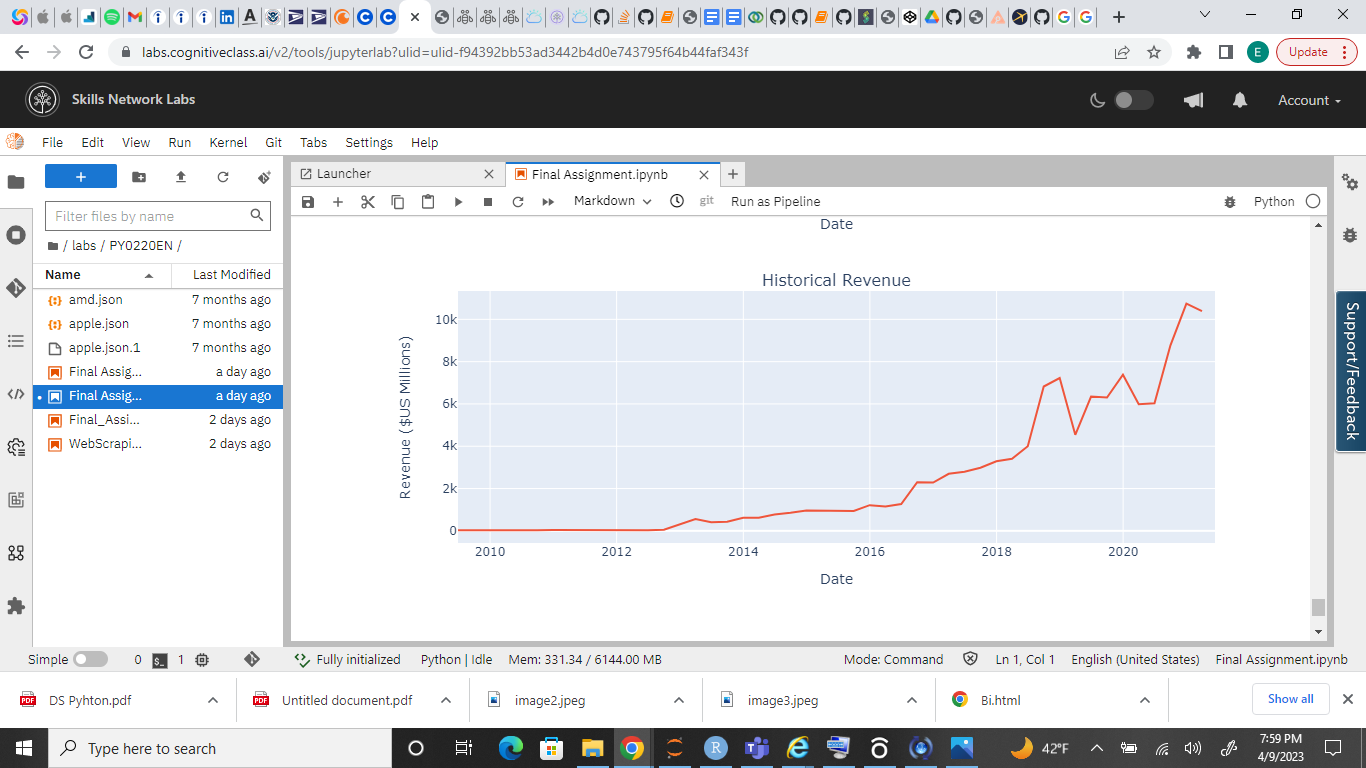 labs.cognitiveclass.ai/v2/tools/jupyterlab?ulid=ulid-f94392bb53ad3442b4d0e743795f64b44faf343f
E
Update
Skills Network Labs
Account
File Edit View Run Kernel Git Tabs Settings Help
Launcher
Final Assignment.ipynb
Filter files by name
Markdown
git
Run as Pipeline
Python
/ labs / PY0220EN /
Name Last Modified
amd.json 7 months ago
apple.json 7 months ago
apple.json.1 7 months ago
Final Assig... a day ago
Final Assig... a day ago
Final_Assi... 2 days ago
WebScrapi... 2 days ago
Date
Historical Revenue
Revenue ($US Millions)
10k
8k
6k
4k
2k
0
2010 2012 2014 2016 2018 2020
Date
Support/Feedback
Simple 0 1 Fully initialized Python | Idle Mem: 331.34 / 6144.00 MB Mode: Command Ln 1, Col 1 English (United States) Final Assignment.ipynb
DS Pyhton.pdf
Untitled document.pdf
image2.jpeg
image3.jpeg
Bi.html
Show all
Type here to search
42°F
7:59 PM
4/9/2023